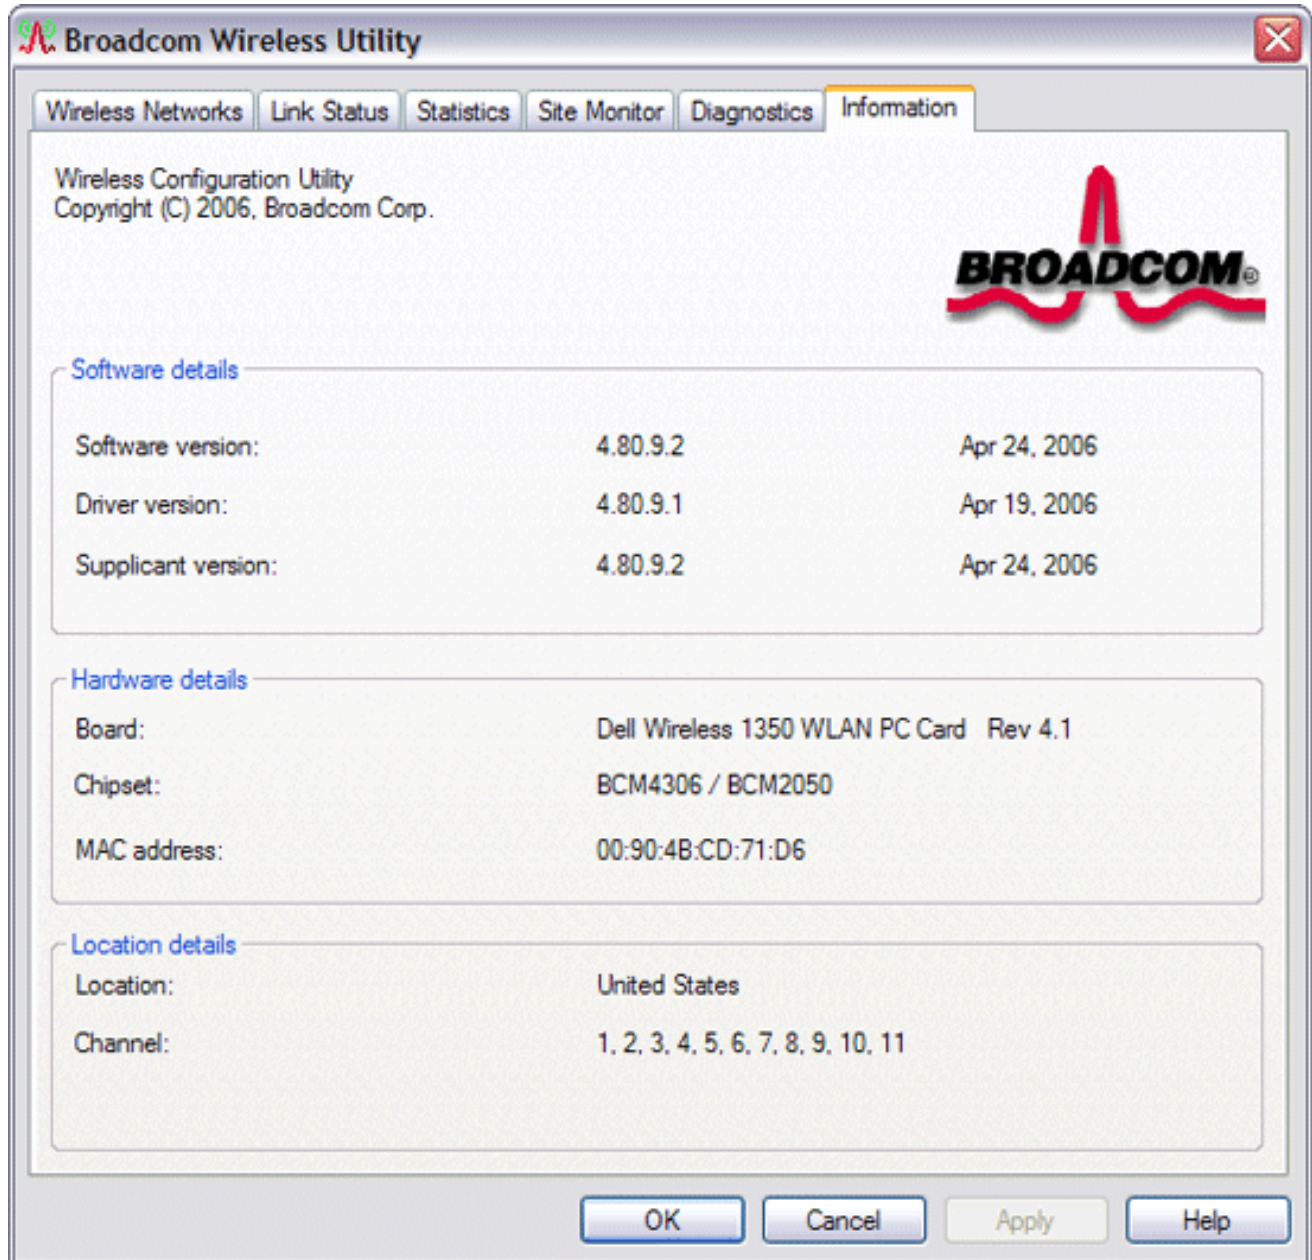 Broadcom Wireless Utility
Wireless Networks Link Status Statistics Site Monitor Diagnostics Information
Wireless Configuration Utility
Copyright (C) 2006, Broadcom Corp.
BROADCOM®
Software details
Software version: 4.80.9.2 Apr 24, 2006
Driver version: 4.80.9.1 Apr 19, 2006
Supplicant version: 4.80.9.2 Apr 24, 2006
Hardware details
Board: Dell Wireless 1350 WLAN PC Card Rev 4.1
Chipset: BCM4306 / BCM2050
MAC address: 00:90:4B:CD:71:D6
Location details
Location: United States
Channel: 1, 2, 3, 4, 5, 6, 7, 8, 9, 10, 11
OK Cancel Apply Help